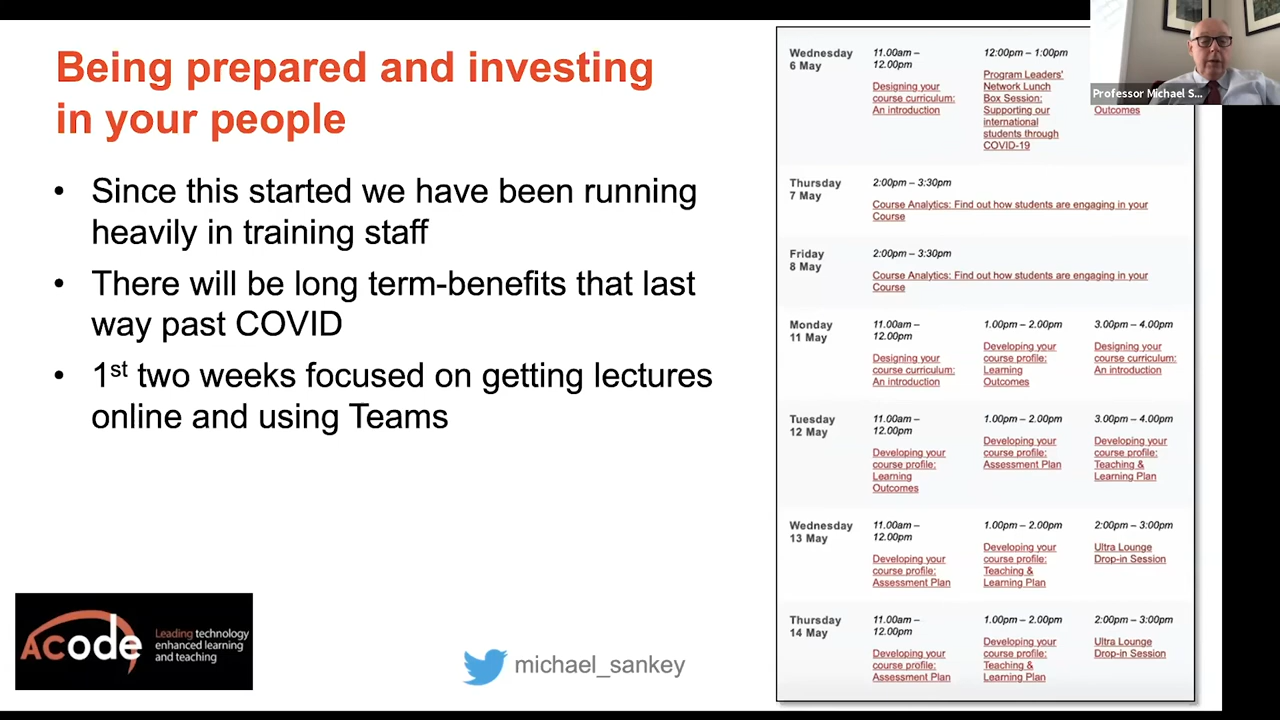 Being prepared and investing
in your people
• Since this started we have been running
heavily in training staff
• There will be long term-benefits that last
way past COVID
• 1st two weeks focused on getting lectures
online and using Teams
ACode
Leading technology
enhanced learning
and teaching
michael_sankey
Wednesday
6 May
11.00am –
12.00pm
Designing your
course curriculum:
An introduction
12:00pm – 1:00pm
Program Leaders'
Network Lunch
Box Session:
Supporting our
international
students through
COVID-19
Outcomes
Professor Michael S...
Thursday
7 May
2:00pm – 3:30pm
Course Analytics: Find out how students are engaging in your
Course
Friday
8 May
2:00pm – 3:30pm
Course Analytics: Find out how students are engaging in your
Course
Monday
11 May
11.00am –
12.00pm
Designing your
course curriculum:
An introduction
1.00pm – 2.00pm
Developing your
course profile:
Learning
Outcomes
3.00pm – 4.00pm
Designing your
course curriculum:
An introduction
Tuesday
12 May
11.00am –
12.00pm
Developing your
course profile:
Learning
Outcomes
1.00pm – 2.00pm
Developing your
course profile:
Assessment Plan
3.00pm – 4.00pm
Developing your
course profile:
Teaching &
Learning Plan
Wednesday
13 May
11.00am –
12.00pm
Developing your
course profile:
Assessment Plan
1.00pm – 2.00pm
Developing your
course profile:
Teaching &
Learning Plan
2:00pm – 3:00pm
Ultra Lounge
Drop-in Session
Thursday
14 May
11.00am –
12.00pm
Developing your
course profile:
Assessment Plan
1.00pm – 2.00pm
Developing your
course profile:
Teaching &
Learning Plan
2:00pm – 3:00pm
Ultra Lounge
Drop-in Session